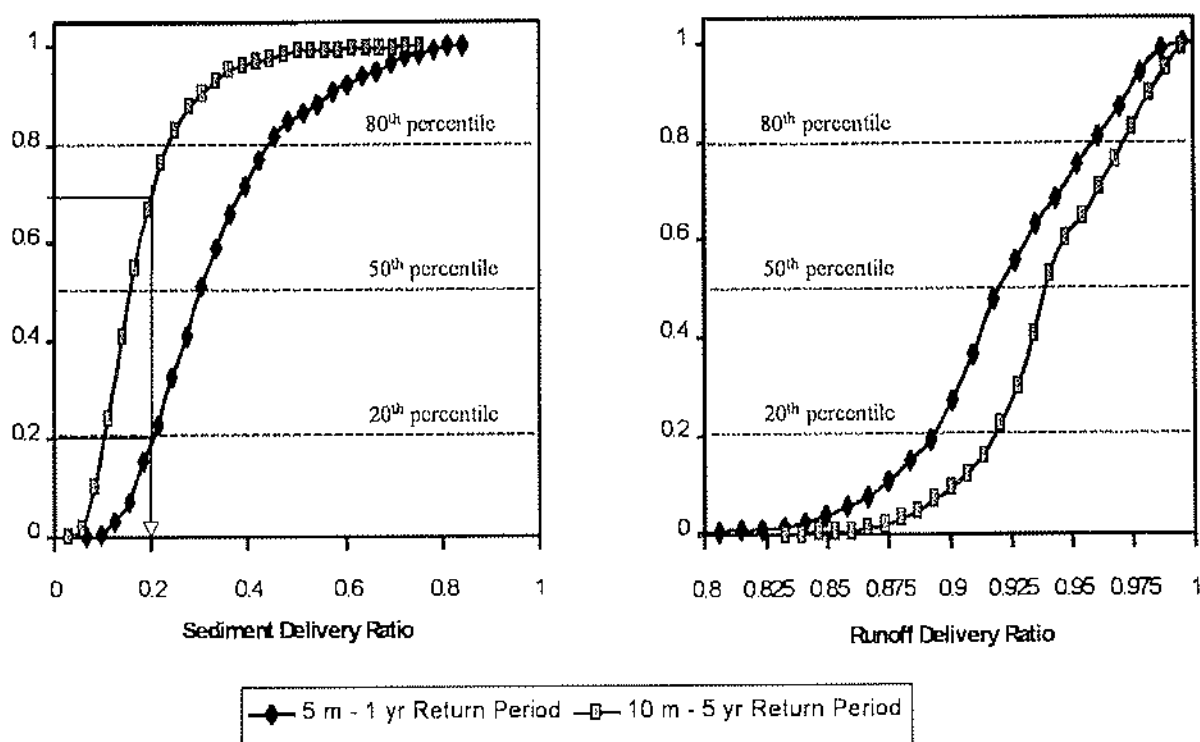 1
0.8
0.6
0.4
0.2
0
80th percentile
50th percentile
20th percentile
0 0.2 0.4 0.6 0.8 1
Sediment Delivery Ratio
1
0.8
0.6
0.4
0.2
0
80th percentile
50th percentile
20th percentile
0.8 0.825 0.85 0.875 0.9 0.925 0.95 0.975 1
Runoff Delivery Ratio
5 m - 1 yr Return Period 10 m - 5 yr Return Period